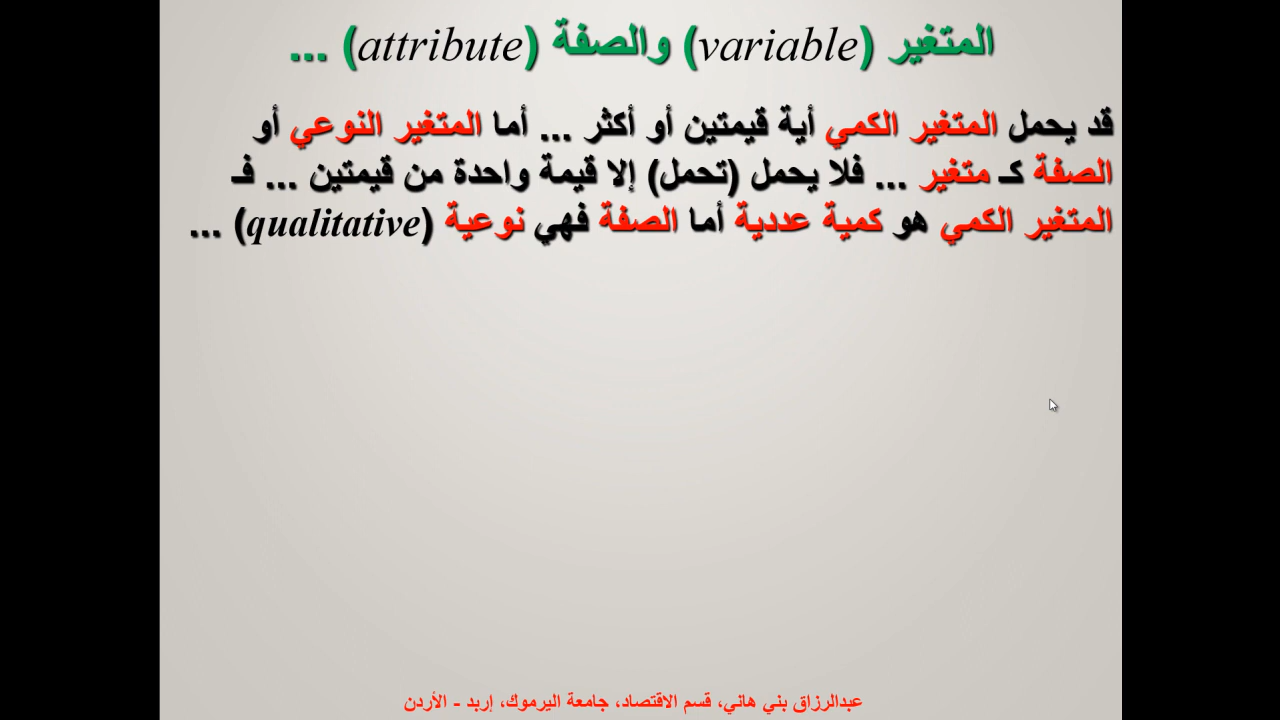 المتغير (variable) والصفة (attribute) ...
قد يحمل المتغير الكمي أية قيمتين أو أكثر ... أما المتغير النوعي أو
الصفة كـ متغير ... فلا يحمل (تحمل) إلا قيمة واحدة من قيمتين ... فـ
المتغير الكمي هو كمية عددية أما الصفة فهي نوعية (qualitative) ...
عبدالرزاق بني هاني، قسم الاقتصاد، جامعة اليرموك، إربد - الأردن